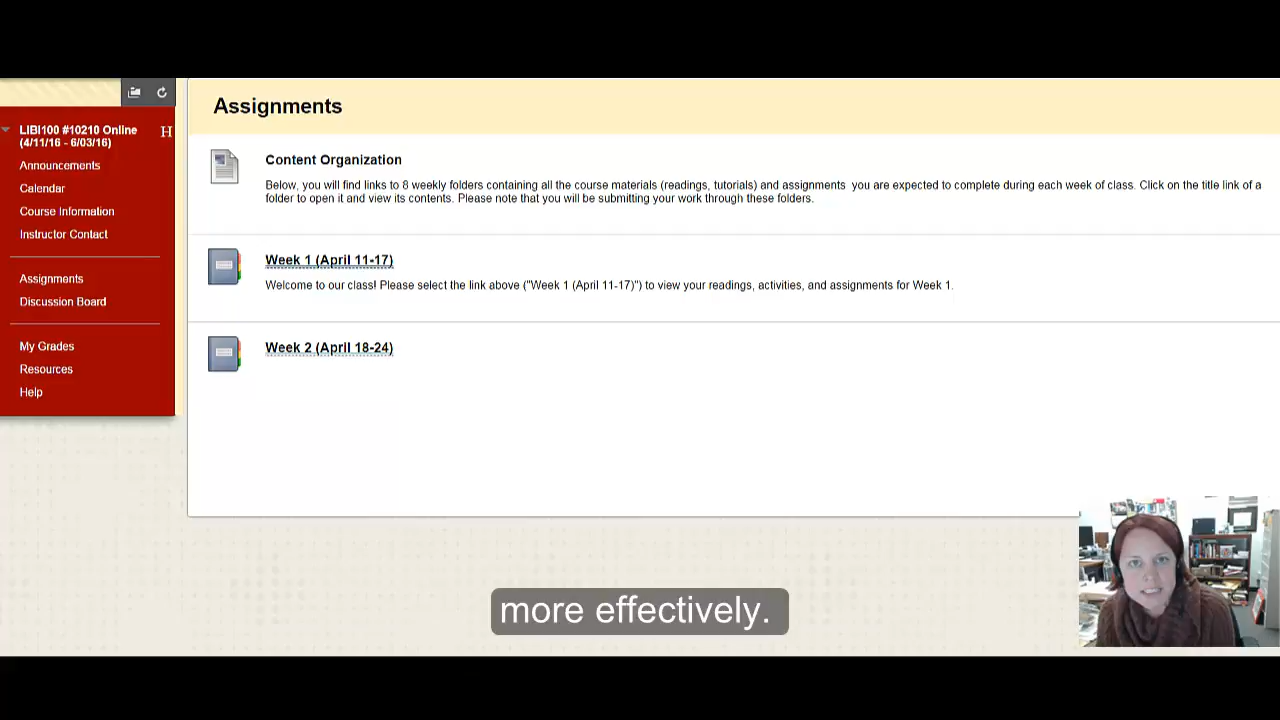 LIBI100 #10210 Online
(4/11/16 - 6/03/16)
H
Announcements
Calendar
Course Information
Instructor Contact
Assignments
Discussion Board
My Grades
Resources
Help
Assignments
Content Organization
Below, you will find links to 8 weekly folders containing all the course materials (readings, tutorials) and assignments you are expected to complete during each week of class. Click on the title link of a
folder to open it and view its contents. Please note that you will be submitting your work through these folders.
Week 1 (April 11-17)
Welcome to our class! Please select the link above ("Week 1 (April 11-17)") to view your readings, activities, and assignments for Week 1.
Week 2 (April 18-24)
more effectively.